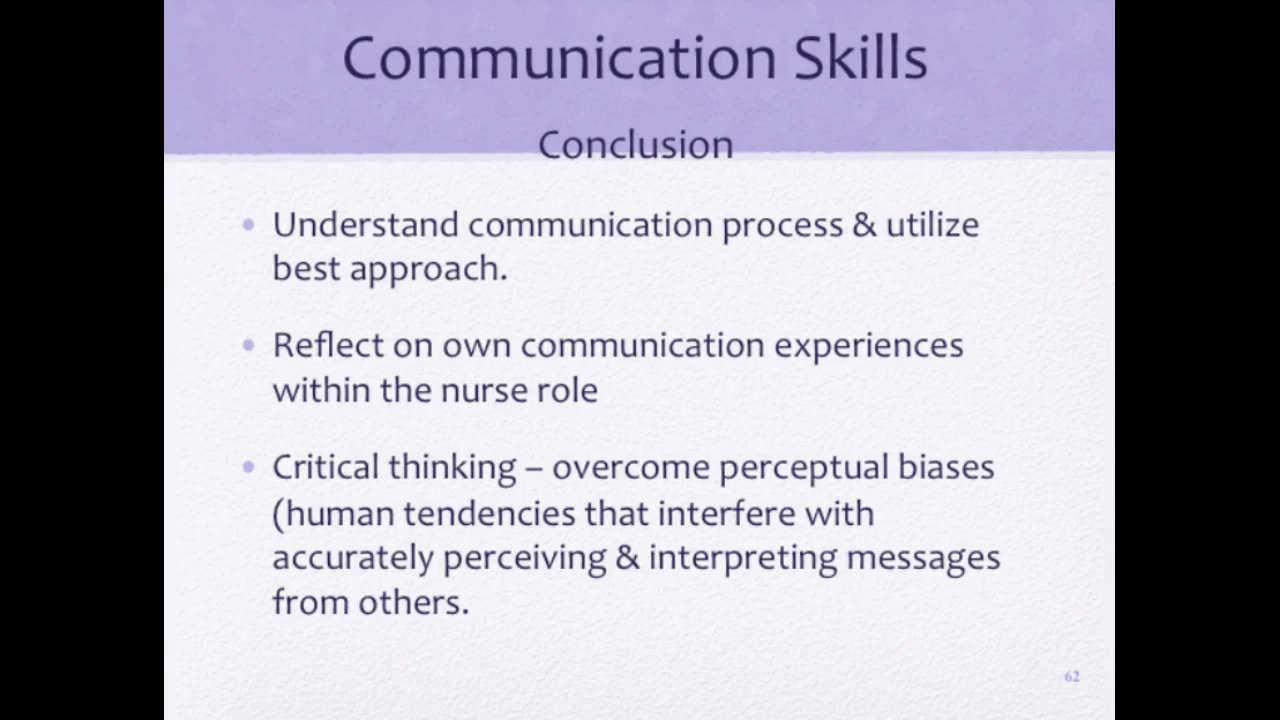 Communication Skills
Conclusion
• Understand communication process & utilize
best approach.
• Reflect on own communication experiences
within the nurse role
• Critical thinking – overcome perceptual biases
(human tendencies that interfere with
accurately perceiving & interpreting messages
from others.
62